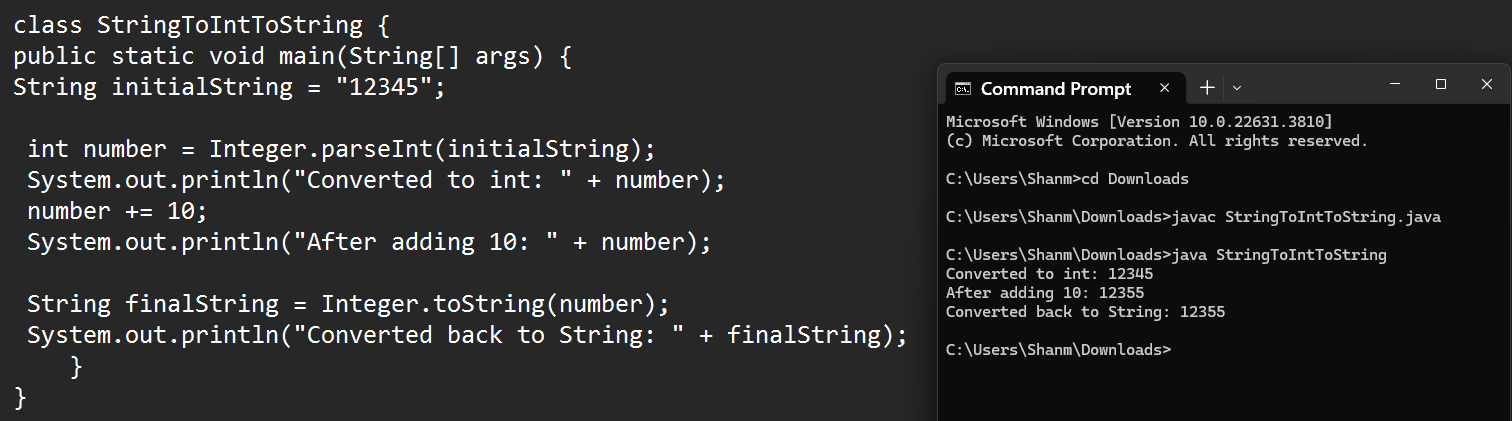 class StringToIntToString {
public static void main(String[] args) {
String initialString = "12345";
int number = Integer.parseInt(initialString);
System.out.println("Converted to int: " + number);
number += 10;
System.out.println("After adding 10: " + number);
String finalString = Integer.toString(number);
System.out.println("Converted back to String: " + finalString);
}
}
Command Prompt
Microsoft Windows [Version 10.0.22631.3810]
(c) Microsoft Corporation. All rights reserved.
C:\Users\Shanm>cd Downloads
C:\Users\Shanm\Downloads>javac StringToIntToString.java
C:\Users\Shanm\Downloads>java StringToIntToString
Converted to int: 12345
After adding 10: 12355
Converted back to String: 12355
C:\Users\Shanm\Downloads>